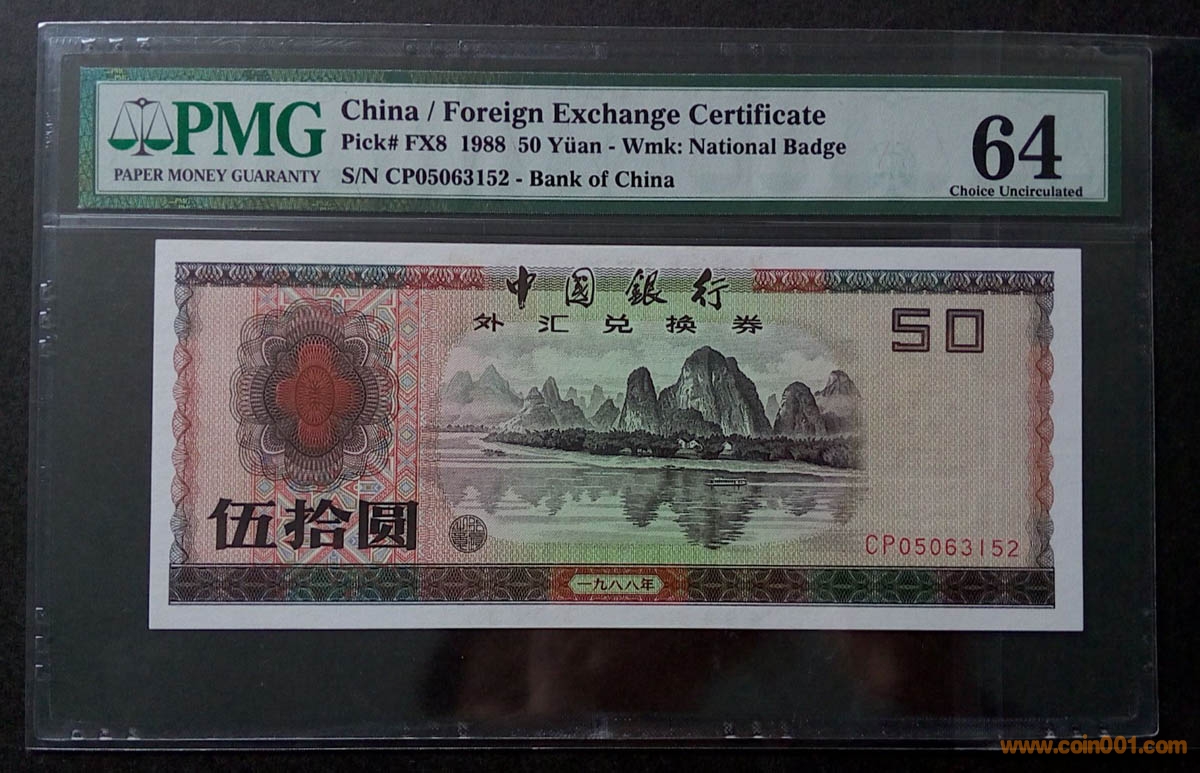 PMG
PAPER MONEY GUARANTY
China / Foreign Exchange Certificate
Pick# FX8 1988 50 Yüan - Wmk: National Badge
S/N CP05063152 - Bank of China
64
Choice Uncirculated
中國銀行
外汇兑换券
50
伍拾圆
CP05063152
一九八八年
www.coin001.com